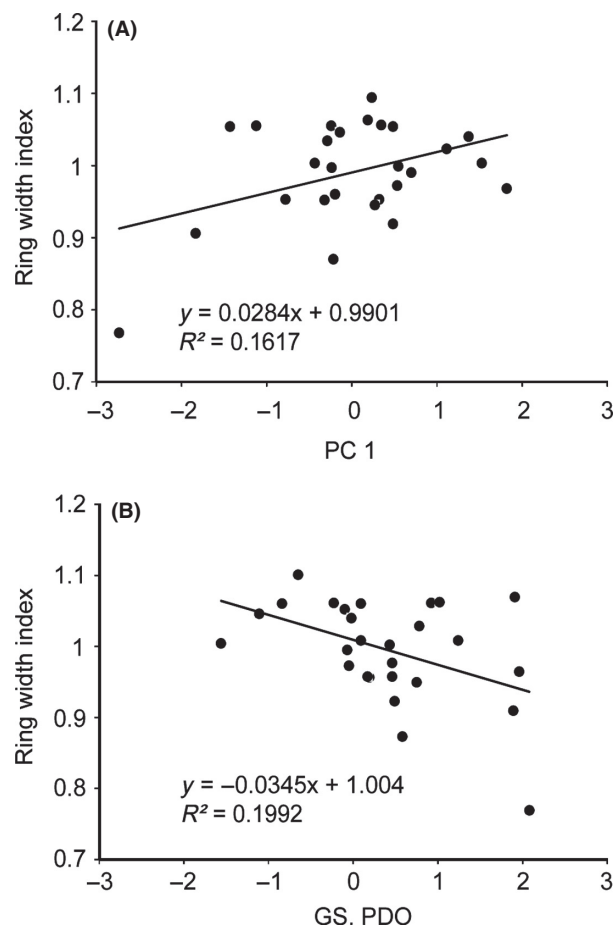 (A)
1.2
1.1
1
0.9
0.8
0.7
Ring width index
y = 0.0284x + 0.9901
R² = 0.1617
−3 −2 −1 0 1 2 3
PC 1
(B)
1.2
1.1
1
0.9
0.8
0.7
Ring width index
y = −0.0345x + 1.004
R² = 0.1992
−3 −2 −1 0 1 2 3
GS. PDO